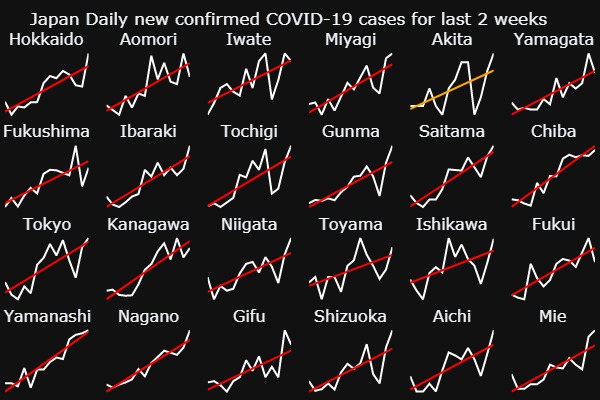 Japan Daily new confirmed COVID-19 cases for last 2 weeks
Hokkaido Aomori Iwate Miyagi Akita Yamagata
Fukushima Ibaraki Tochigi Gunma Saitama Chiba
Tokyo Kanagawa Niigata Toyama Ishikawa Fukui
Yamanashi Nagano Gifu Shizuoka Aichi Mie